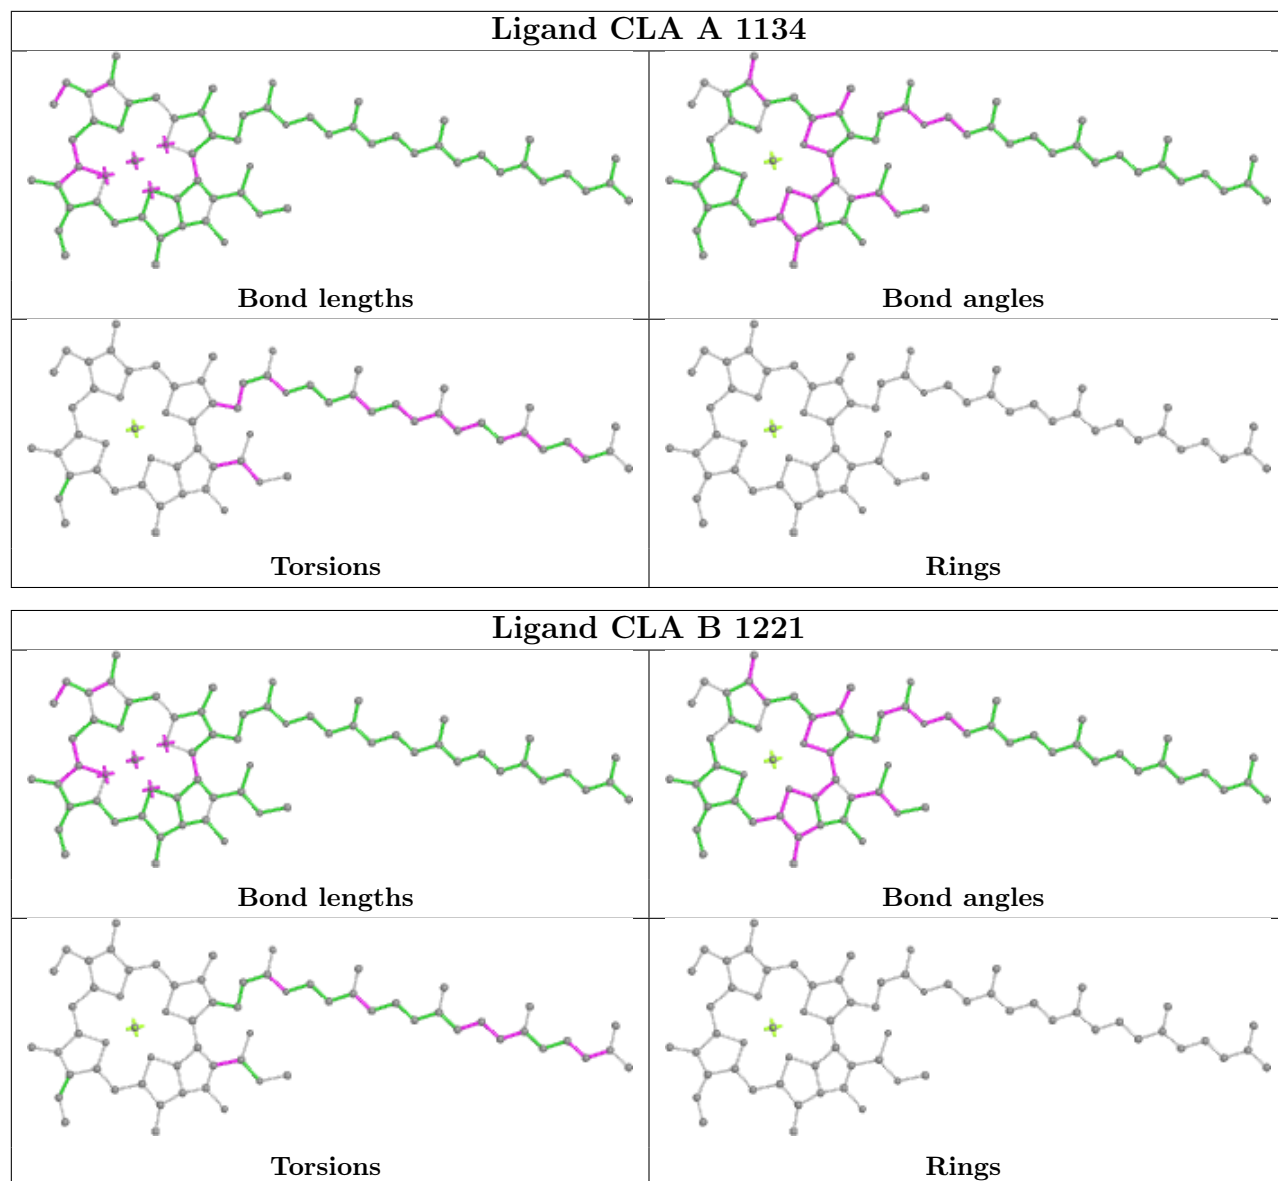 Ligand CLA A 1134
Bond lengths
Bond angles
Torsions
Rings
Ligand CLA B 1221
Bond lengths
Bond angles
Torsions
Rings